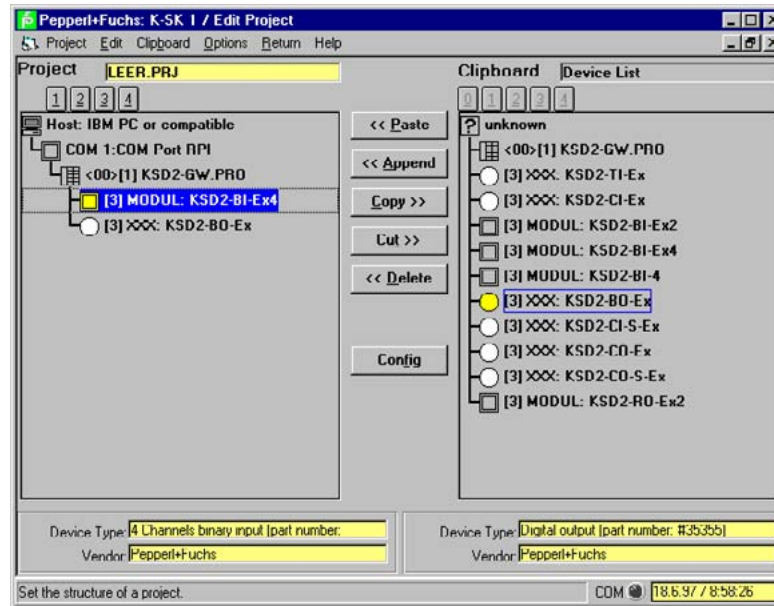 Pepperl+Fuchs: K-SK 1 / Edit Project
Project Edit Clipboard Options Return Help
Project LEER.PRJ
1 2 3 4
Host: IBM PC or compatible
COM 1:COM Port RPI
<00>[1] KSD2-GW.PRO
[3] MODUL: KSD2-BI-Ex4
[3] XXX: KSD2-BO-Ex
<< Paste
<< Append
Copy >>
Cut >>
<< Delete
Config
Clipboard Device List
0 1 2 3 4
? unknown
<00>[1] KSD2-GW.PRO
[3] XXX: KSD2-TI-Ex
[3] XXX: KSD2-CI-Ex
[3] MODUL: KSD2-BI-Ex2
[3] MODUL: KSD2-BI-Ex4
[3] MODUL: KSD2-BI-4
[3] XXX: KSD2-BO-Ex
[3] XXX: KSD2-CI-S-Ex
[3] XXX: KSD2-CO-Ex
[3] XXX: KSD2-CO-S-Ex
[3] MODUL: KSD2-RO-Ex2
Device Type: 4 Channels binary input (part number:
Vendor Pepperl+Fuchs
Device Type: Digital output (part number: #35355)
Vendor Pepperl+Fuchs
Set the structure of a project.
COM 18.6.97 / 8:58:26